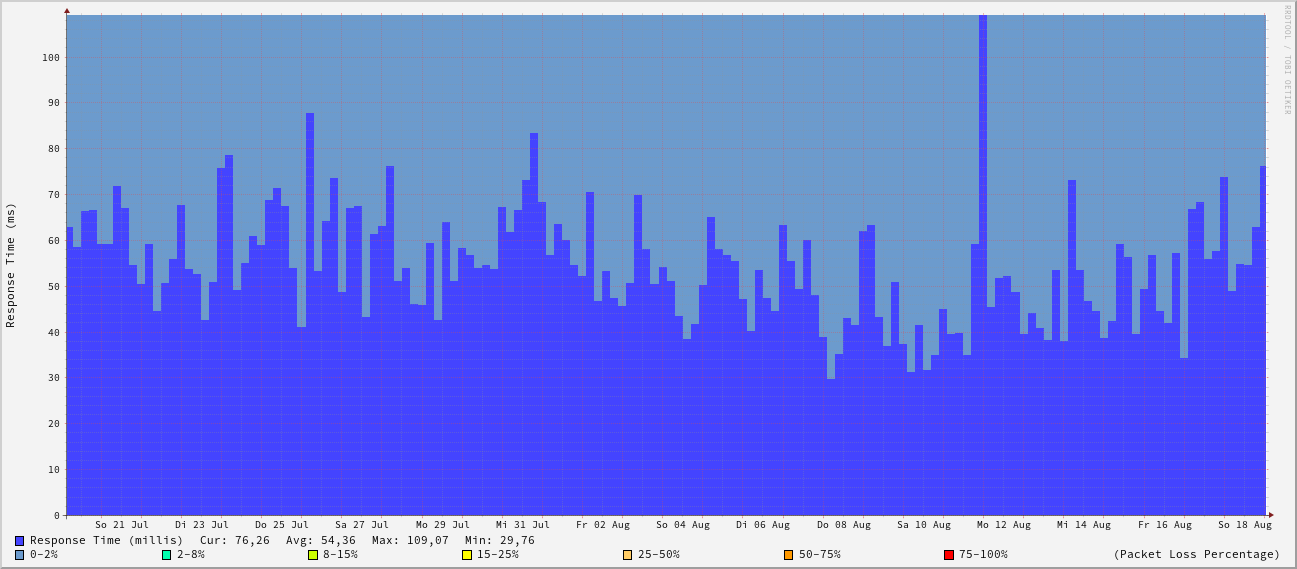 RRDTOOL / TOBI OETIKER
Response Time (ms)
100
90
80
70
60
50
40
30
20
10
0
So 21 Jul Di 23 Jul Do 25 Jul Sa 27 Jul Mo 29 Jul Mi 31 Jul Fr 02 Aug So 04 Aug Di 06 Aug Do 08 Aug Sa 10 Aug Mo 12 Aug Mi 14 Aug Fr 16 Aug So 18 Aug
Response Time (millis) Cur: 76,26 Avg: 54,36 Max: 109,07 Min: 29,76
0-2% 2-8% 8-15% 15-25% 25-50% 50-75% 75-100% (Packet Loss Percentage)